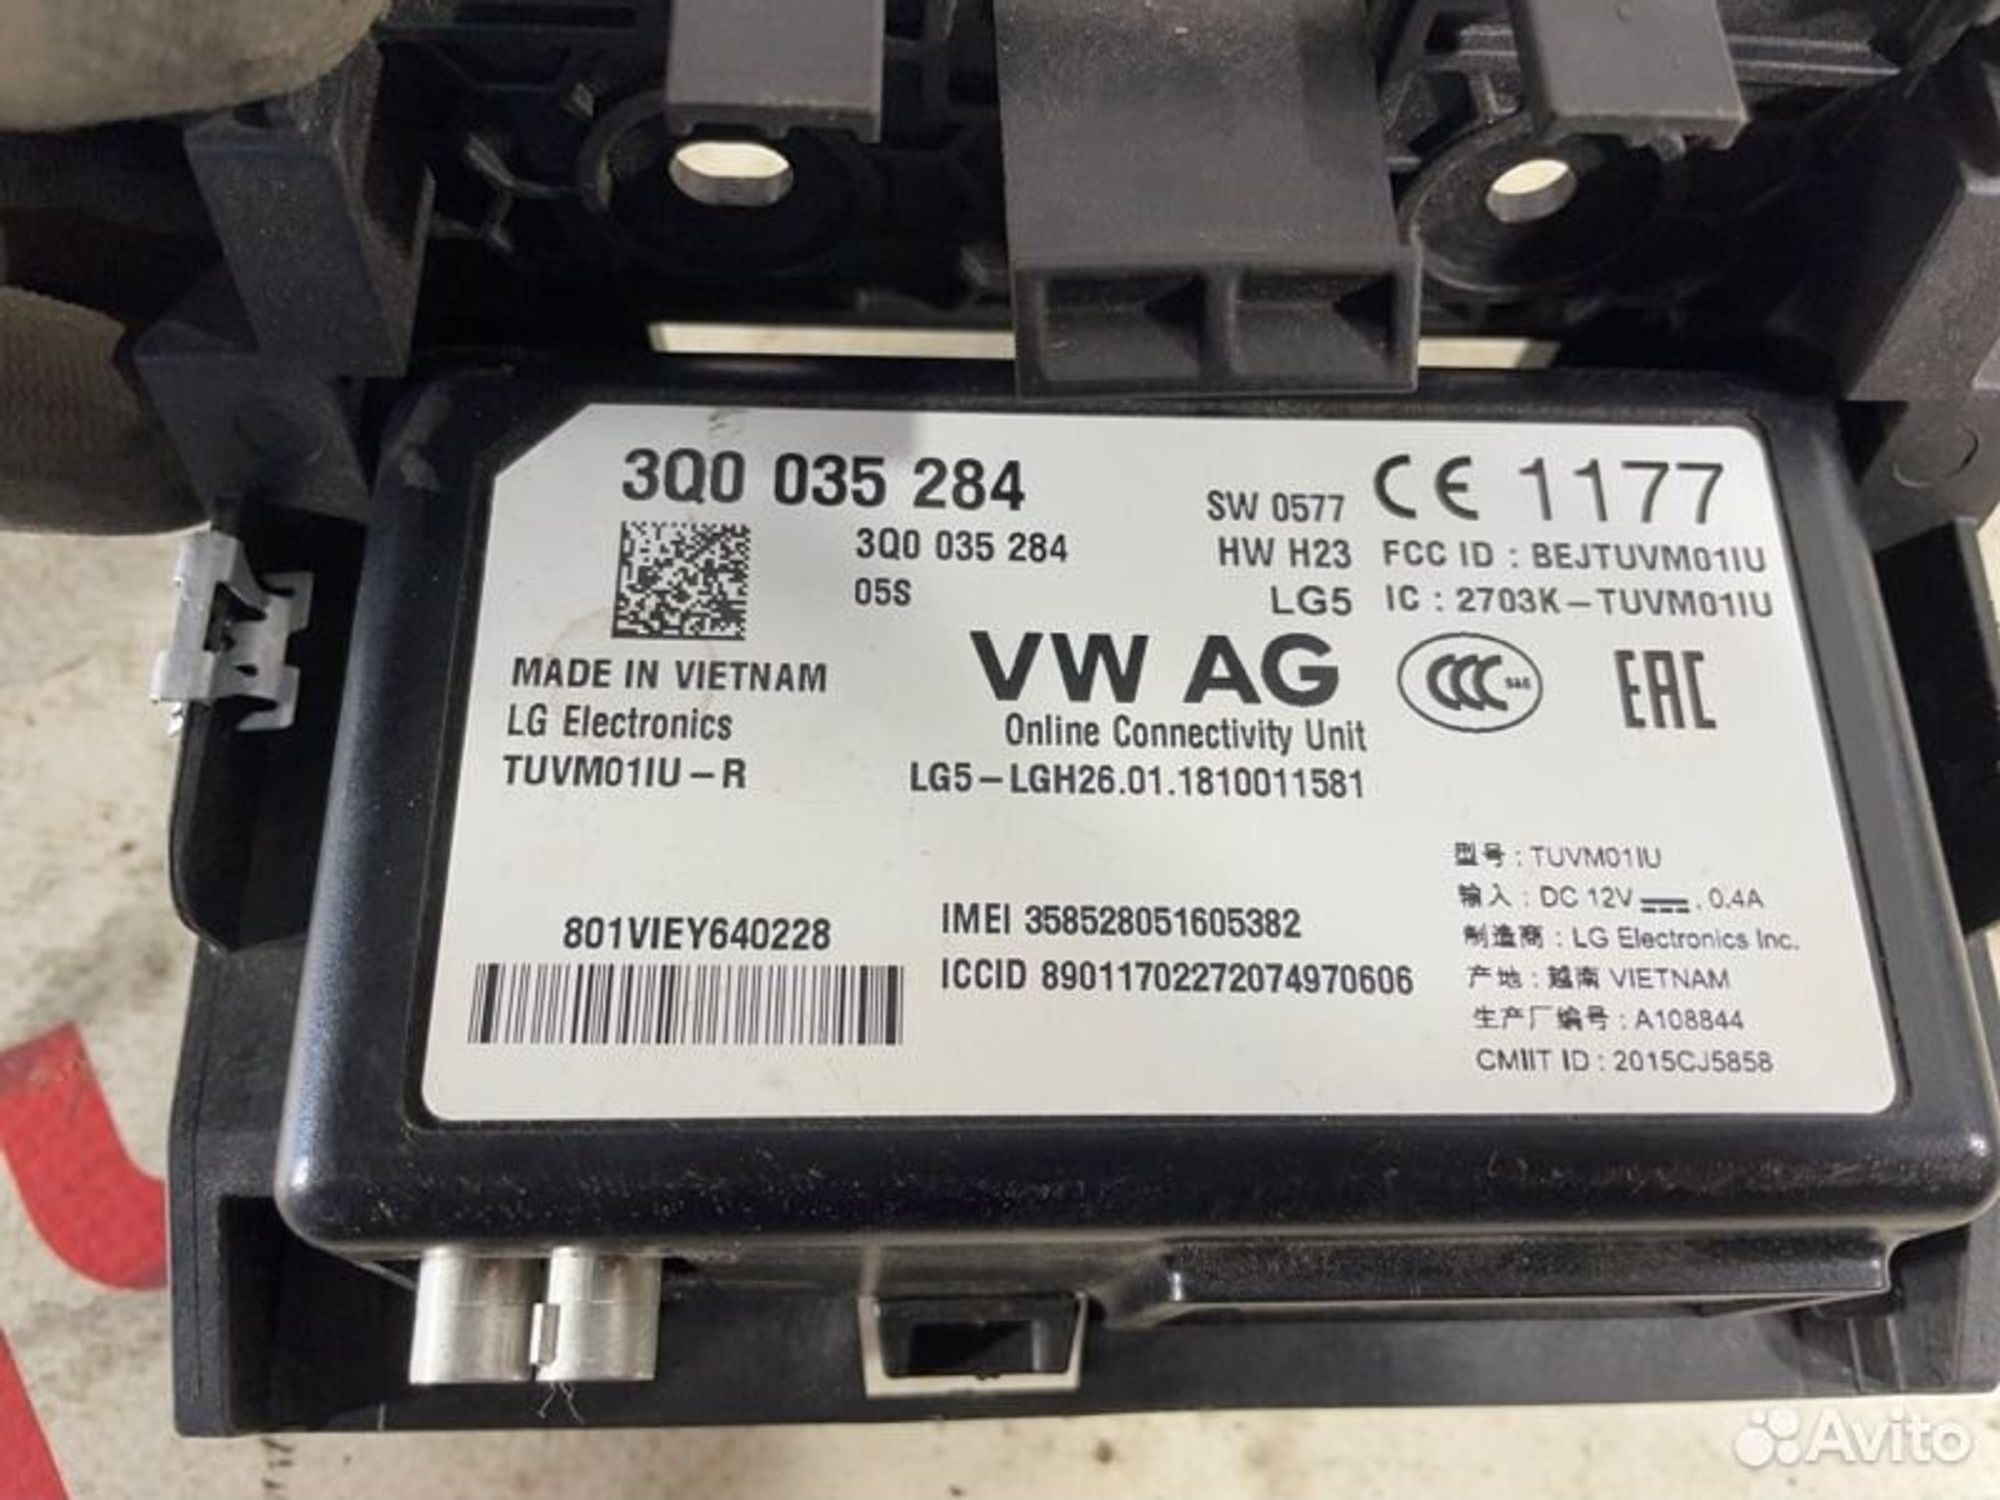 3Q0 035 284
3Q0 035 284
05S
SW 0577
HW H23
LG5
CE 1177
FCC ID : BEJTUVM01IU
IC : 2703K-TUVM01IU
MADE IN VIETNAM
LG Electronics
TUVM01IU-R
VW AG
Online Connectivity Unit
LG5-LGH26.01.1810011581
CCC S&E
EAC
801VIEY640228
IMEI 358528051605382
ICCID 89011702272074970606
型号 : TUVM01IU
输入 : DC 12V , 0.4A
制造商 : LG Electronics Inc.
产地 : 越南 VIETNAM
生产厂编号 : A108844
CMIIT ID : 2015CJ5858
Avito